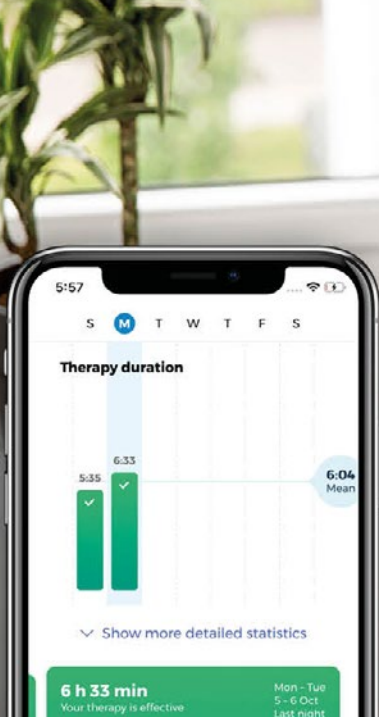 5:57
S M T W T F S
Therapy duration
6:33
5:35
6:04
Mean
Show more detailed statistics
6 h 33 min
Mon - Tue
Your therapy is effective
5 - 6 Oct
Last night